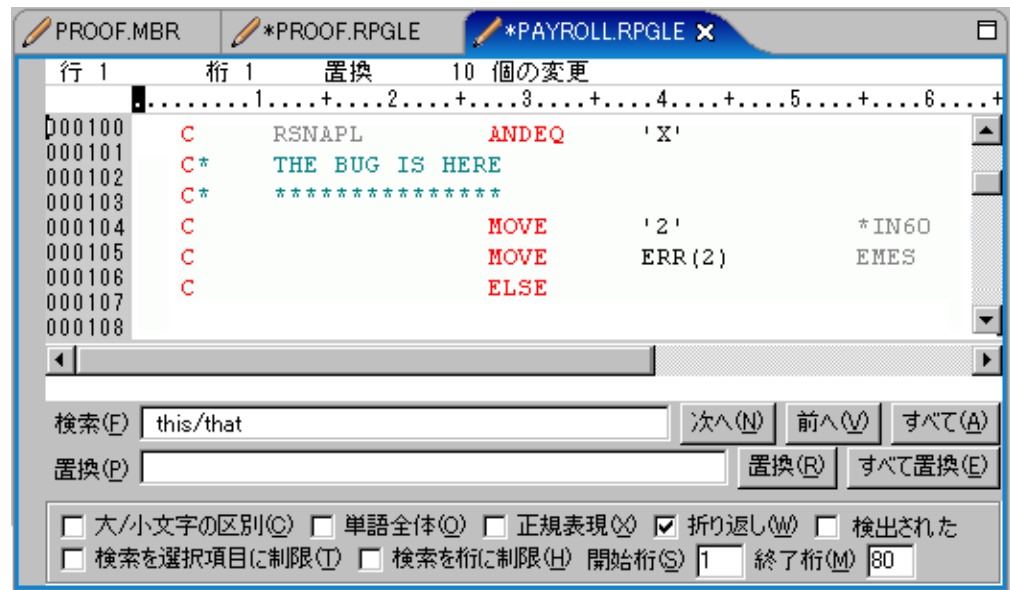 PROOF.MBR *PROOF.RPGLE *PAYROLL.RPGLE
行 1 桁 1 置換 10 個の変更
.........1....+....2....+....3....+....4....+....5....+....6....+
000100 C RSNAPL ANDEQ 'X'
000101 C* THE BUG IS HERE
000102 C* ***************
000103
000104 C MOVE '2' *IN60
000105 C MOVE ERR(2) EMES
000106 C ELSE
000107
000108
検索(F) this/that 次へ(N) 前へ(V) すべて(A)
置換(P) 置換(R) すべて置換(E)
大/小文字の区別(C) 単語全体(O) 正規表現(X) 折り返し(W) 検出された
検索を選択項目に制限(T) 検索を桁に制限(H) 開始桁(S) 1 終了桁(M) 80